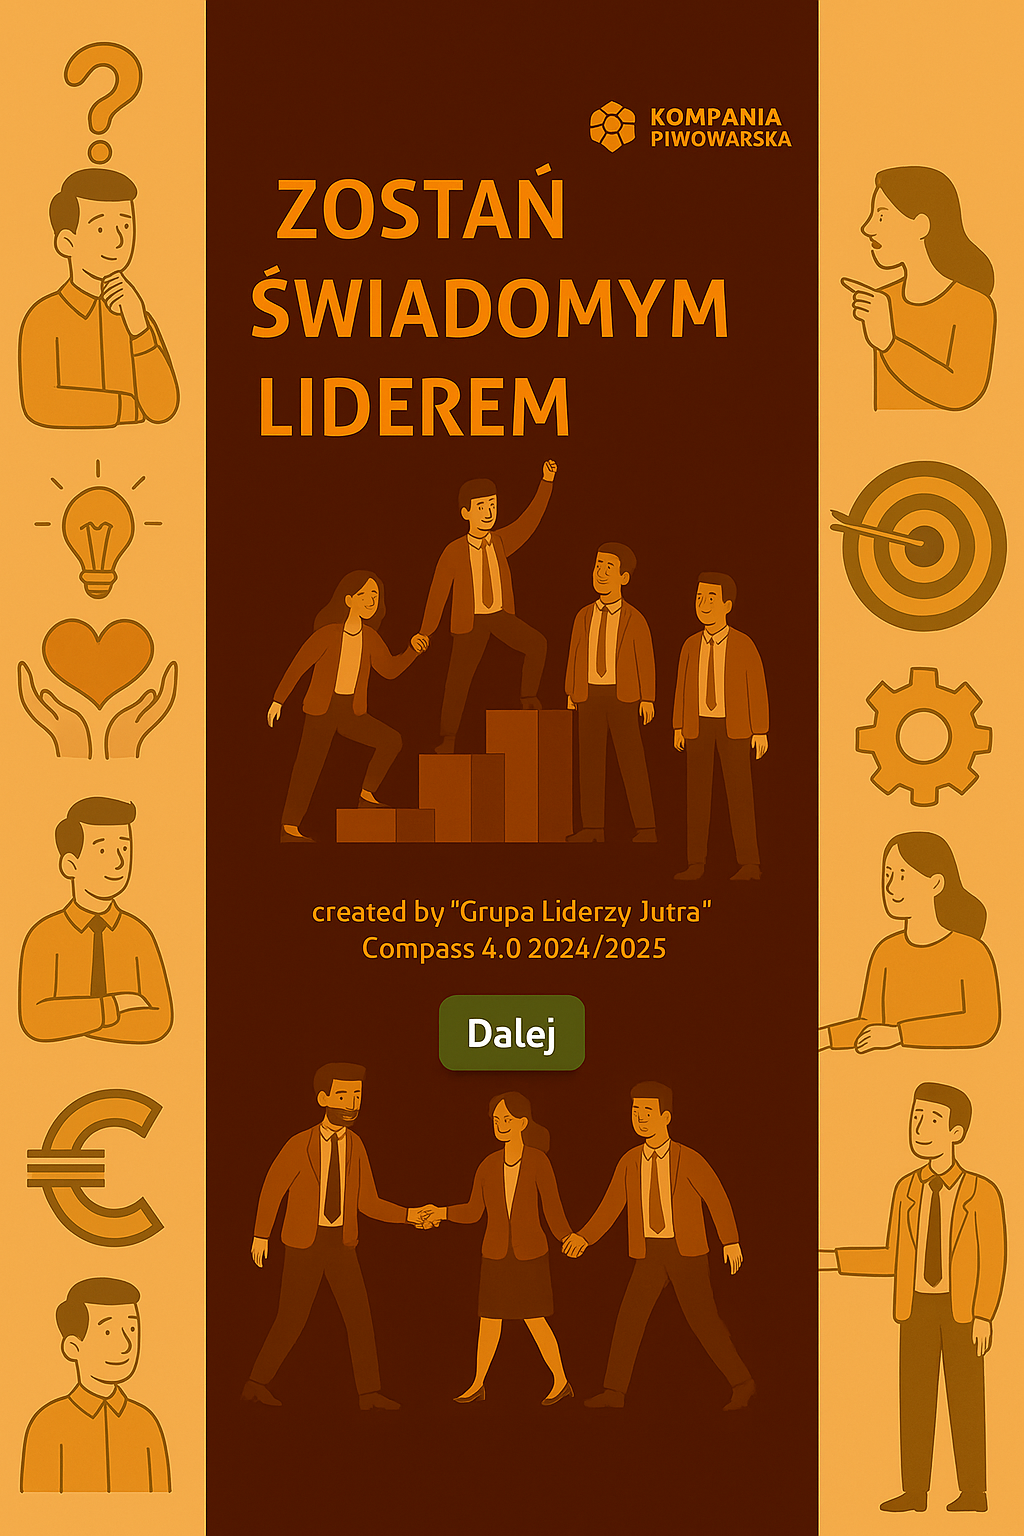 KOMPANIA
PIWOWARSKA
ZOSTAŃ
ŚWIADOMYM
LIDEREM
created by "Grupa Liderzy Jutra"
Compass 4.0 2024/2025
Dalej